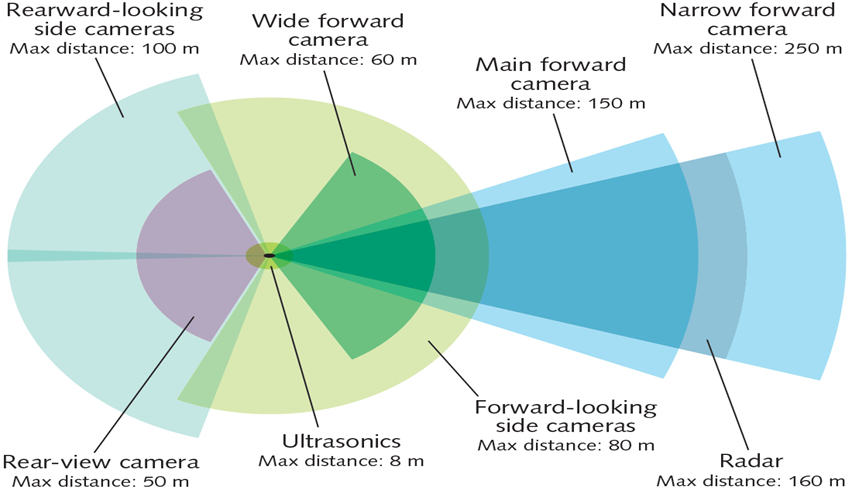 Rearward-looking
side cameras
Max distance: 100 m
Wide forward
camera
Max distance: 60 m
Main forward
camera
Max distance: 150 m
Narrow forward
camera
Max distance: 250 m
Rear-view camera
Max distance: 50 m
Ultrasonics
Max distance: 8 m
Forward-looking
side cameras
Max distance: 80 m
Radar
Max distance: 160 m